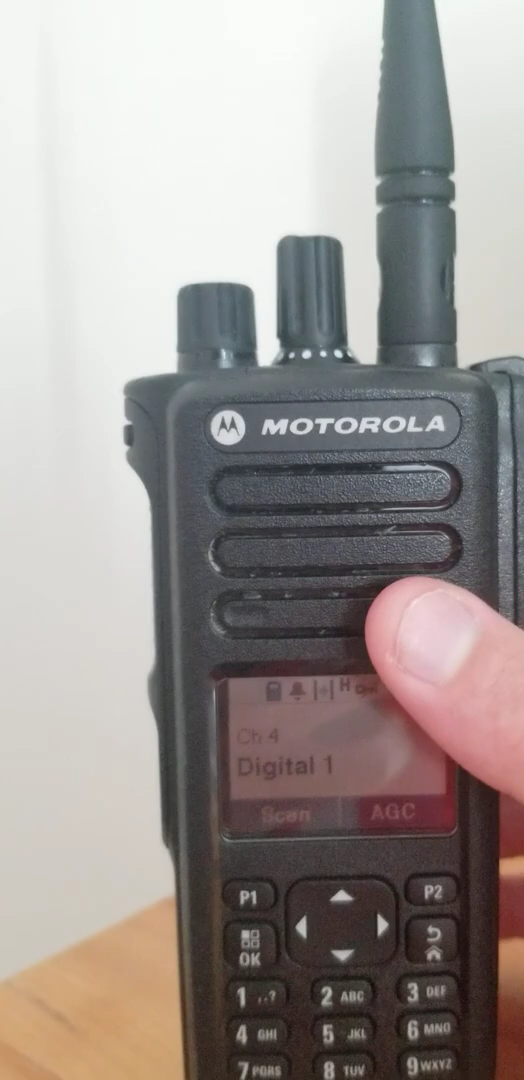 MOTOROLA
H
Ch 4
Digital 1
Scan AGC
P1 P2
OK
1 .,? 2 ABC 3 DEF
4 GHI 5 JKL 6 MNO
7 PQRS 8 TUV 9 WXYZ